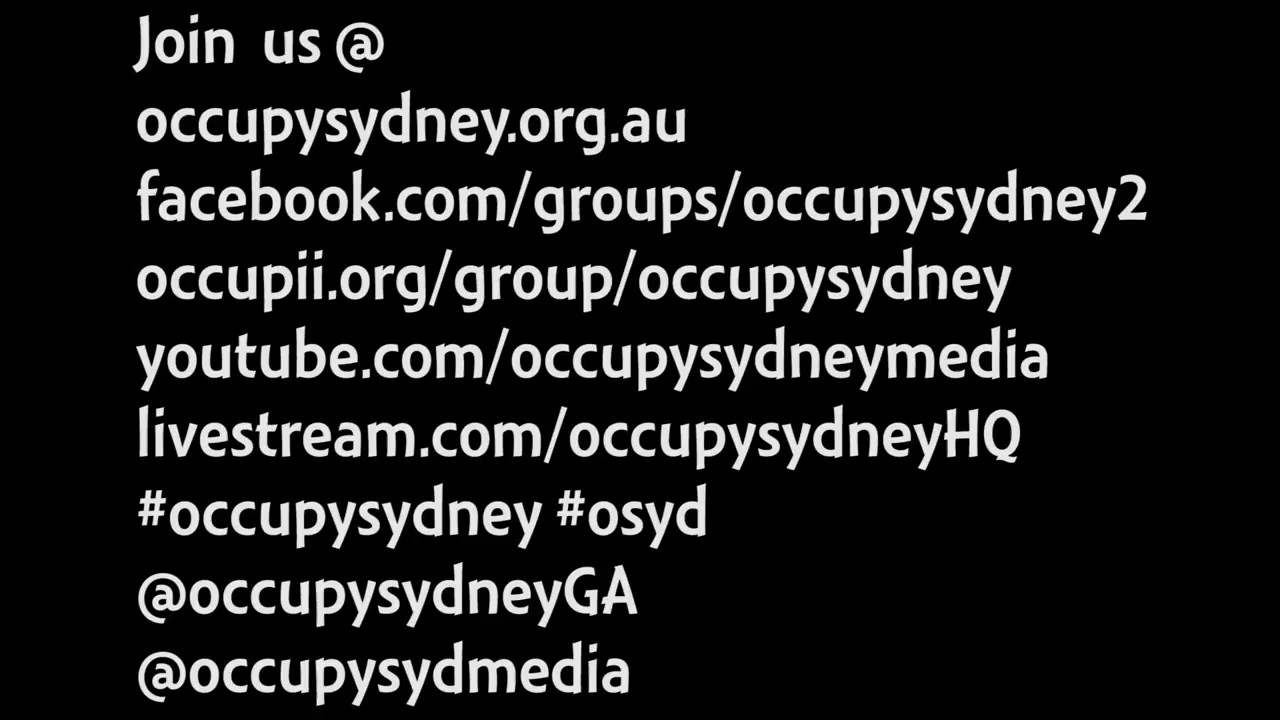 Join us @
occupysydney.org.au
facebook.com/groups/occupysydney2
occupii.org/group/occupysydney
youtube.com/occupysydneymedia
livestream.com/occupysydneyHQ
#occupysydney #osyd
@occupysydneyGA
@occupysydmedia